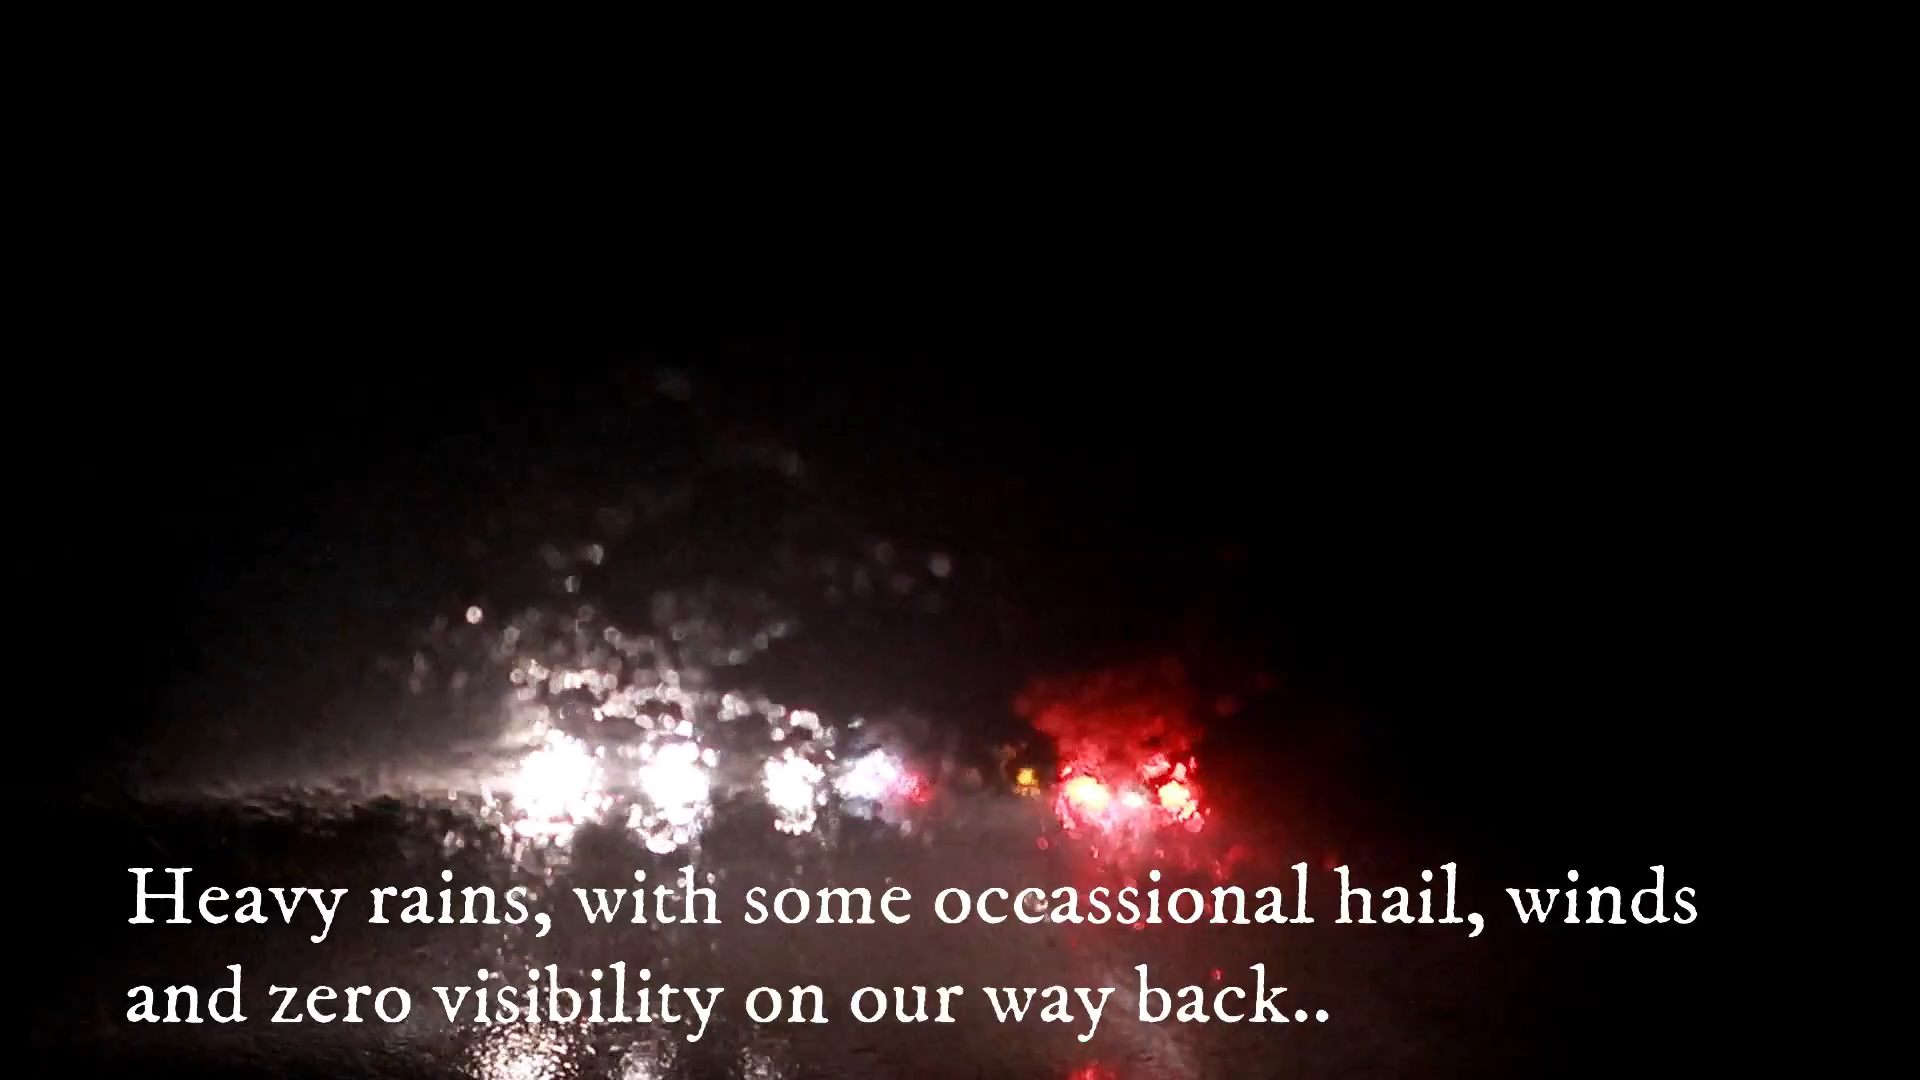 Heavy rains, with some occassional hail, winds
and zero visibility on our way back..